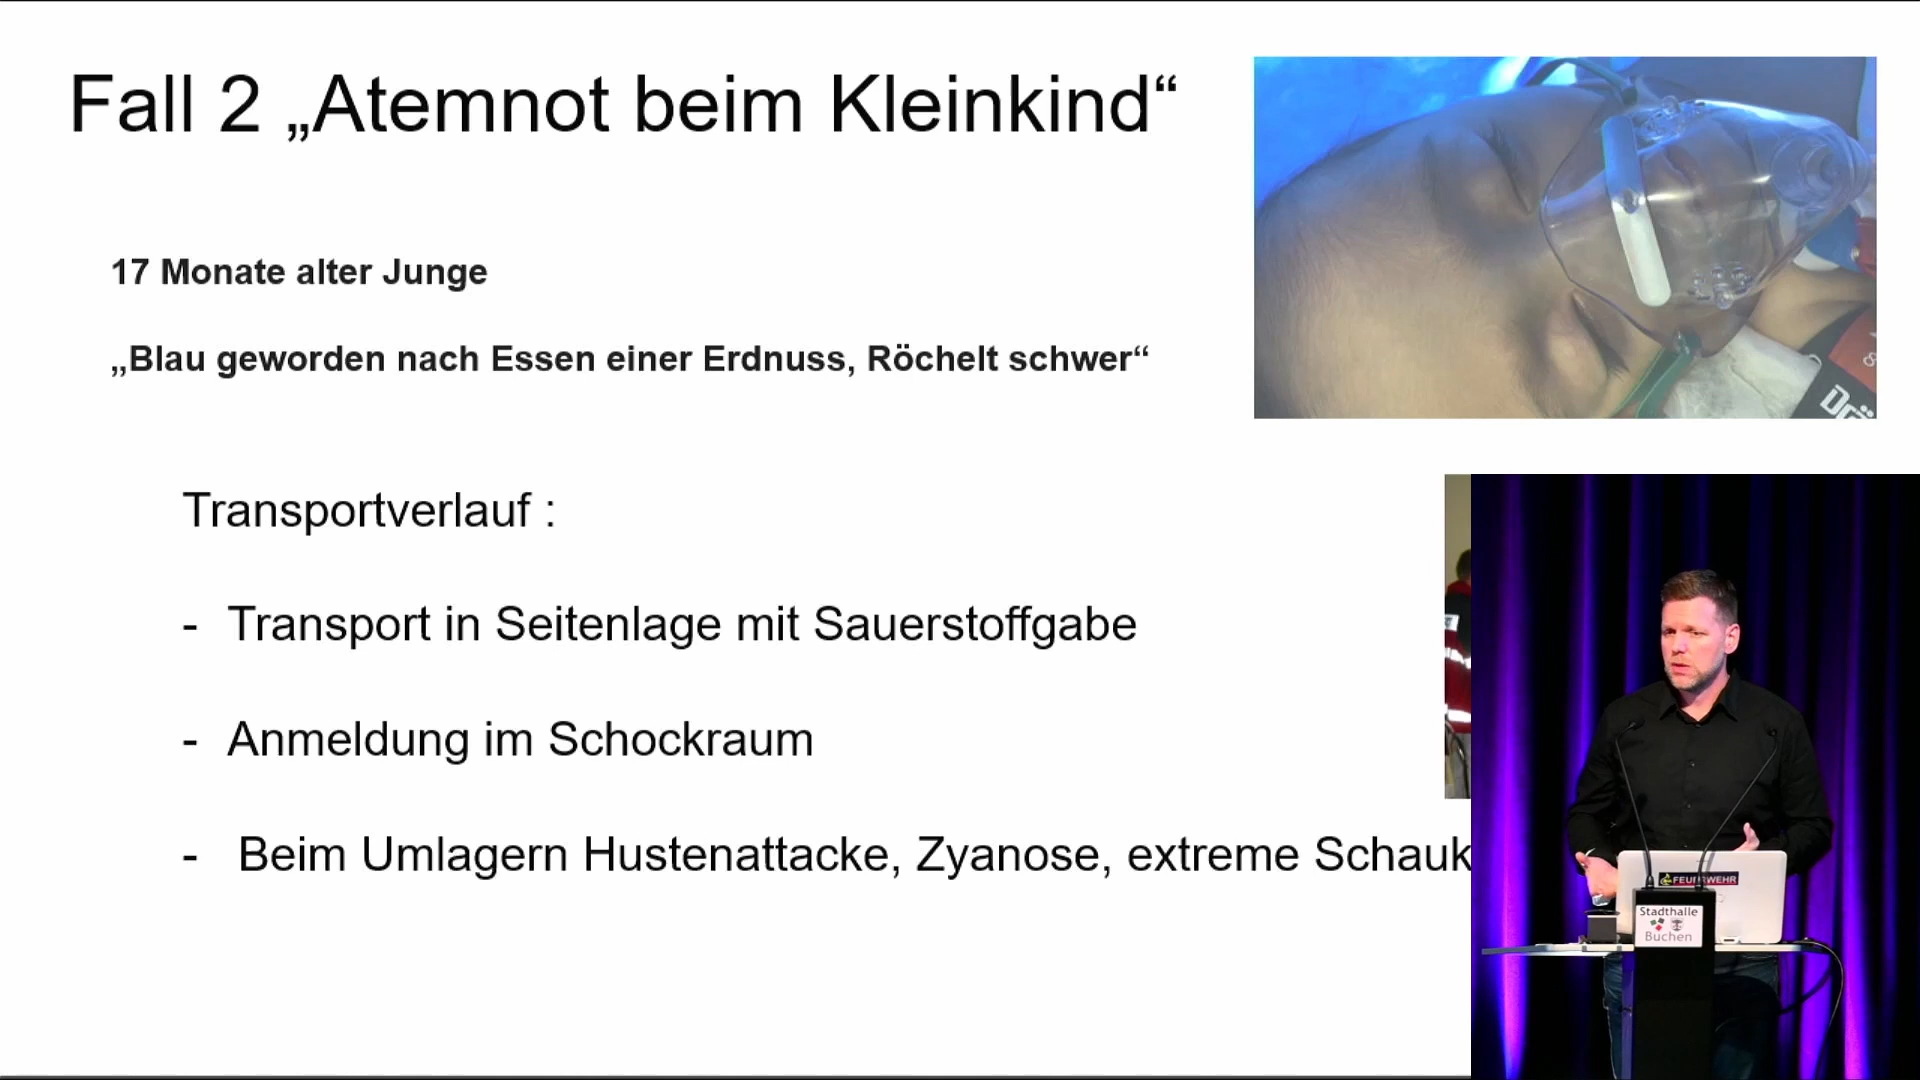 Fall 2 „Atemnot beim Kleinkind“
17 Monate alter Junge
„Blau geworden nach Essen einer Erdnuss, Röchelt schwer“
Transportverlauf :
- Transport in Seitenlage mit Sauerstoffgabe
- Anmeldung im Schockraum
- Beim Umlagern Hustenattacke, Zyanose, extreme Schauk
FEUERWEHR
Stadthalle
Buchen